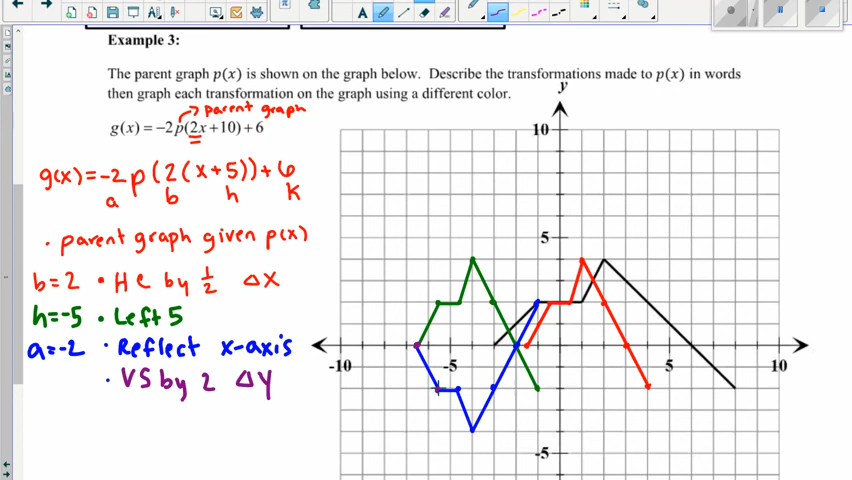 Example 3:
The parent graph p(x) is shown on the graph below. Describe the transformations made to p(x) in words
then graph each transformation on the graph using a different color.
→ parent graph
g(x) = −2p(2x+10)+6
g(x) = -2p(2(x+5))+6
a b h k
· parent graph given p(x)
b=2 · HC by 1/2 ΔX
h=-5 · Left 5
a=-2 · Reflect x-axis
· VS by 2 ΔY
y
10
5
-10 -5 5 10 x
-5
A